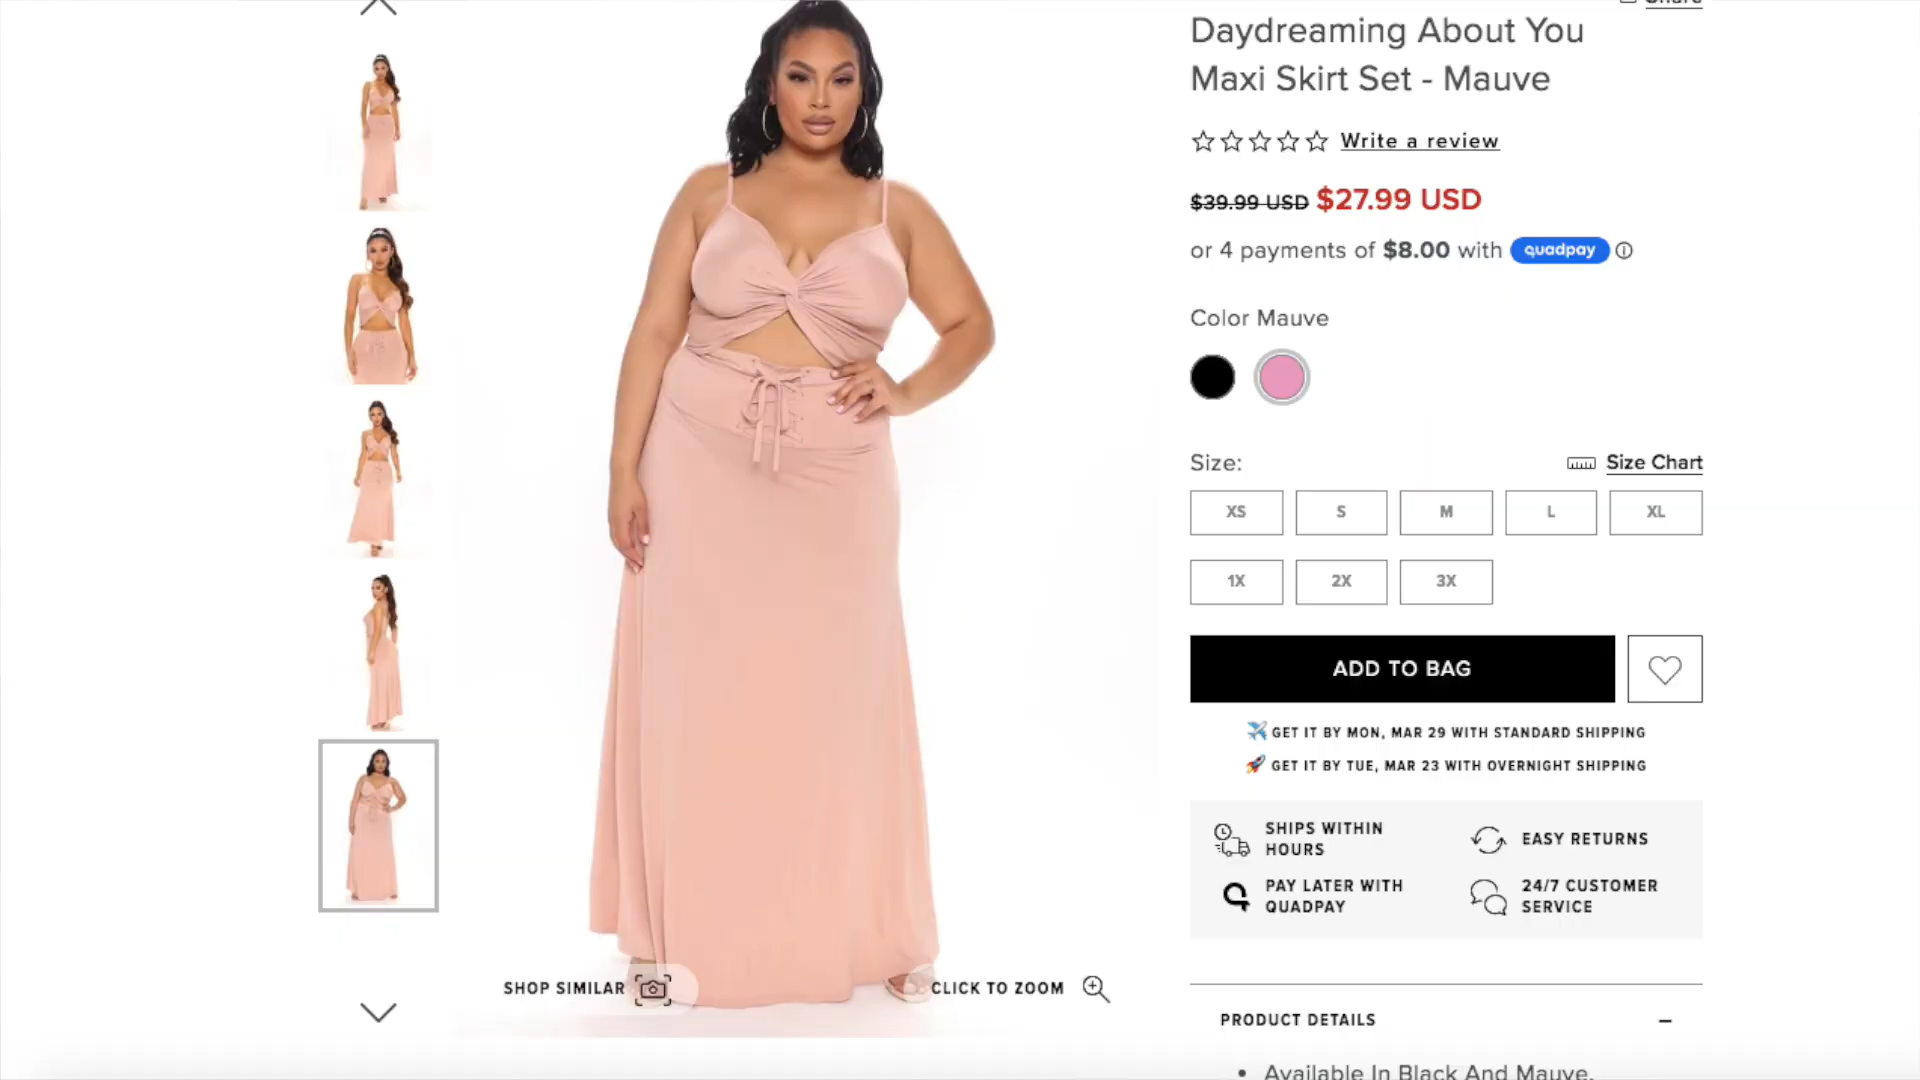 Share
Daydreaming About You
Maxi Skirt Set - Mauve
Write a review
$39.99 USD $27.99 USD
or 4 payments of $8.00 with quadpay
Color Mauve
Size:
Size Chart
XS S M L XL
1X 2X 3X
ADD TO BAG
GET IT BY MON, MAR 29 WITH STANDARD SHIPPING
GET IT BY TUE, MAR 23 WITH OVERNIGHT SHIPPING
SHIPS WITHIN
HOURS
EASY RETURNS
PAY LATER WITH
QUADPAY
24/7 CUSTOMER
SERVICE
SHOP SIMILAR
CLICK TO ZOOM
PRODUCT DETAILS
• Available In Black And Mauve.